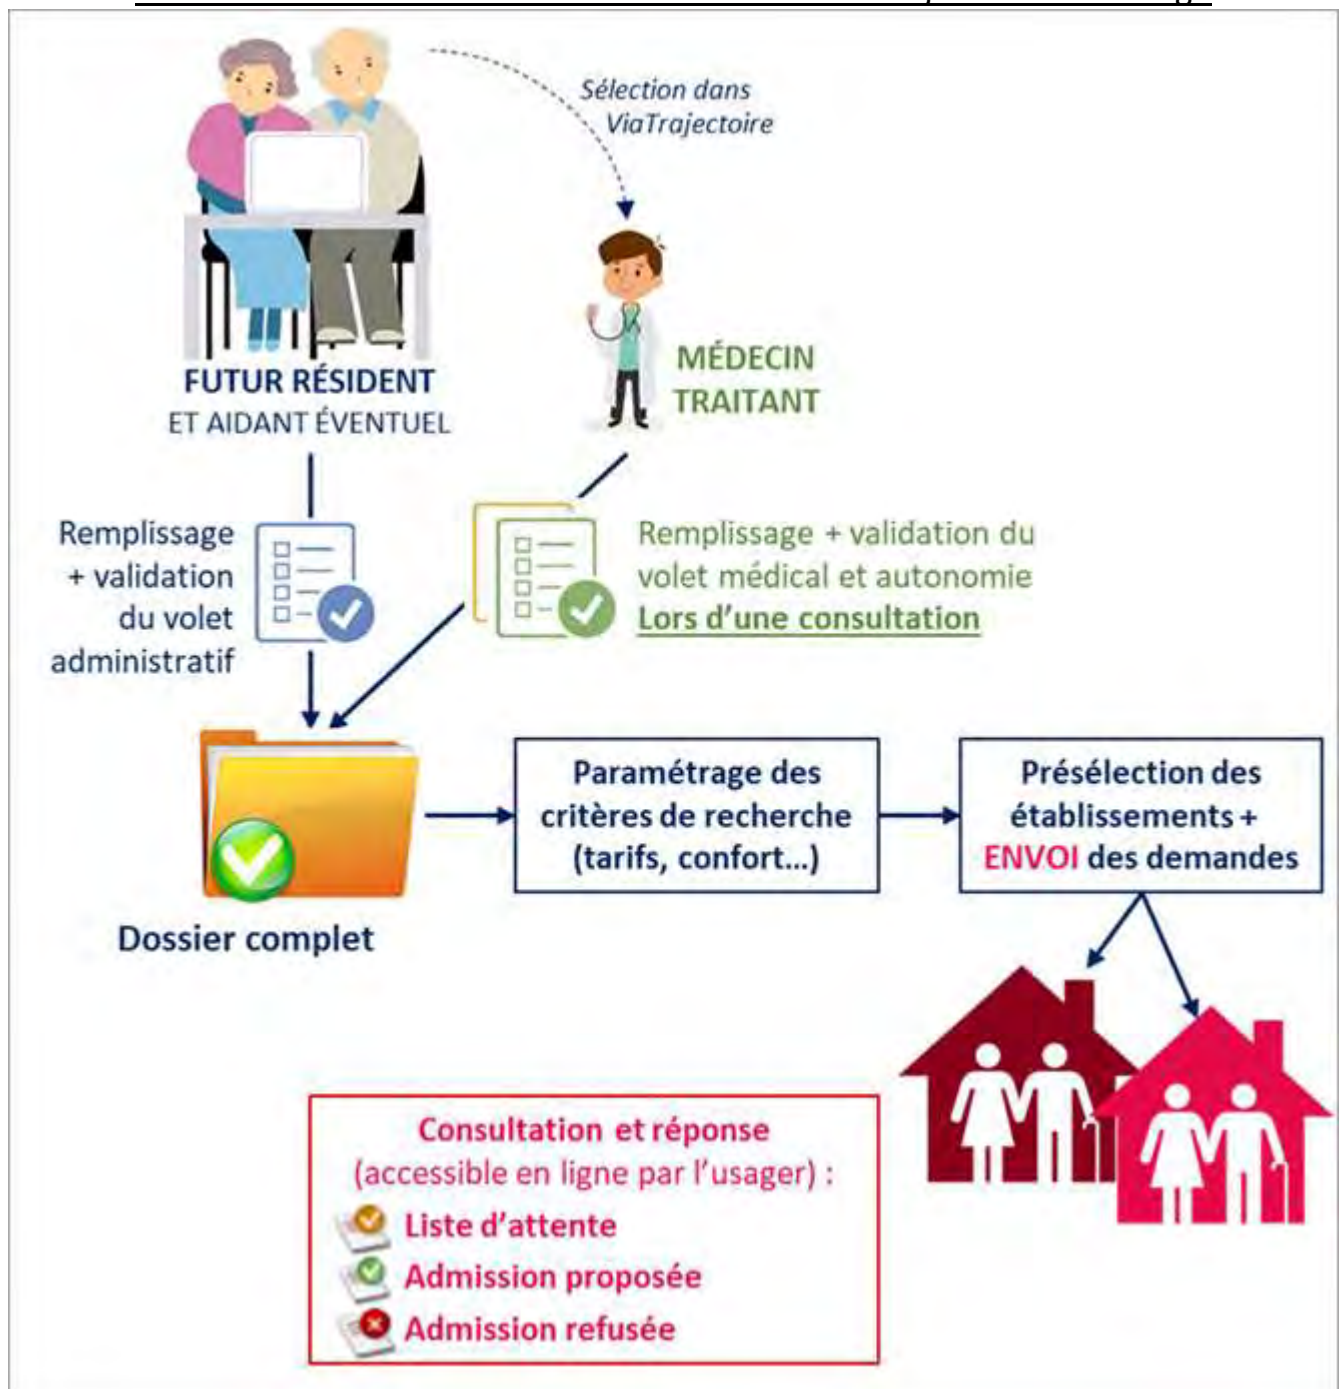 Sélection dans
ViaTrajectoire
MÉDECIN
TRAITANT
FUTUR RÉSIDENT
ET AIDANT ÉVENTUEL
Remplissage
+ validation
du volet
administratif
Remplissage + validation du
volet médical et autonomie
Lors d'une consultation
Paramétrage des
critères de recherche
(tarifs, confort...)
Présélection des
établissements +
ENVOI des demandes
Dossier complet
Consultation et réponse
(accessible en ligne par l'usager) :
Liste d'attente
Admission proposée
Admission refusée